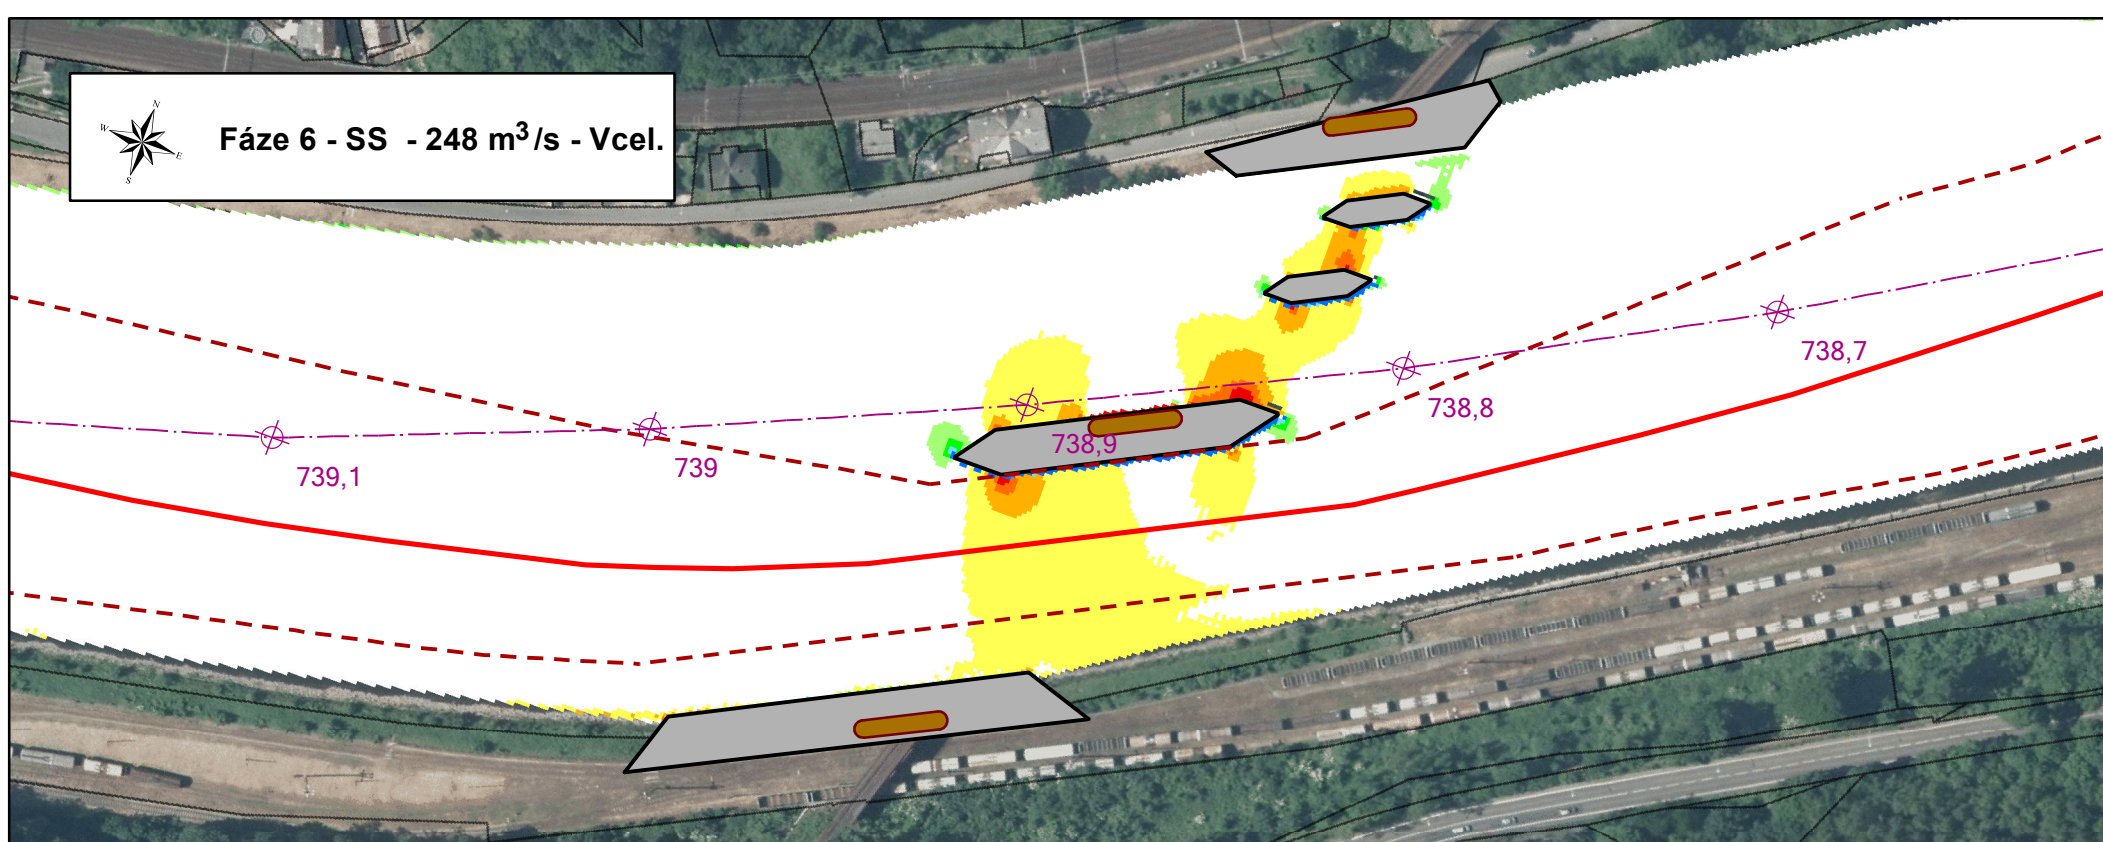 N
W
E
S
Fáze 6 - SS - 248 m³/s - Vcel.
738,7
738,8
738,9
739
739,1